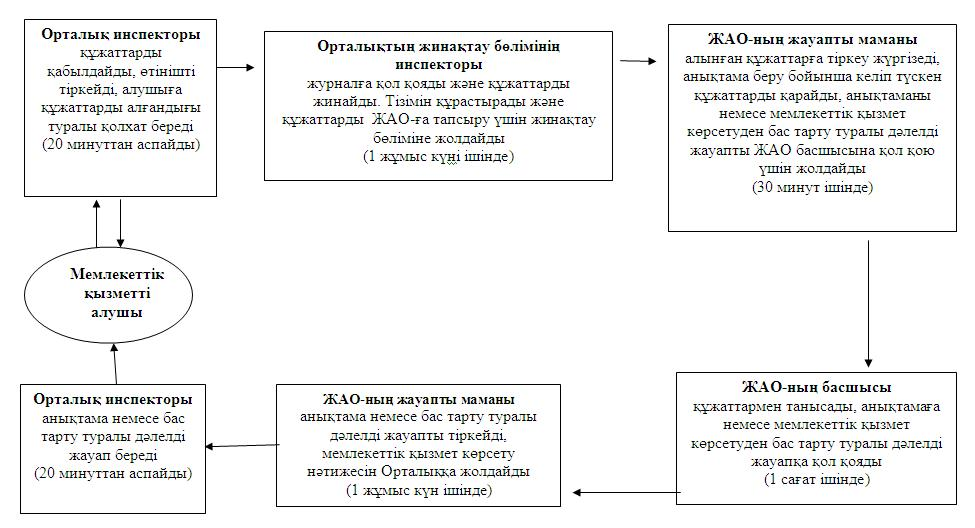 Орталық инспекторы
құжаттарды
қабылдайды, өтінішті
тіркейді, алушыға
құжаттарды алғандығы
туралы қолхат береді
(20 минуттан аспайды)
Орталықтың жинақтау бөлімінің
инспекторы
журналға қол қояды және құжаттарды
жинайды. Тізімін құрастырады және
құжаттарды ЖАО-ға тапсыру үшін жинақтау
бөліміне жолдайды
(1 жұмыс күні ішінде)
ЖАО-ның жауапты маманы
алынған құжаттарға тіркеу жүргізеді,
анықтама беру бойынша келіп түскен
құжаттарды қарайды, анықтаманы
немесе мемлекеттік қызмет
көрсетуден бас тарту туралы дәлелді
жауапты ЖАО басшысына қол қою
үшін жолдайды
(30 минут ішінде)
Мемлекеттік
қызметті
алушы
Орталық инспекторы
анықтама немесе бас
тарту туралы дәлелді
жауап береді
(20 минуттан аспайды)
ЖАО-ның жауапты маманы
анықтама немесе бас тарту туралы
дәлелді жауапты тіркейді,
мемлекеттік қызмет көрсету
нәтижесін Орталыққа жолдайды
(1 жұмыс күн ішінде)
ЖАО-ның басшысы
құжаттармен танысады, анықтамаға
немесе мемлекеттік қызмет
көрсетуден бас тарту туралы дәлелді
жауапқа қол қояды
(1 сағат ішінде)